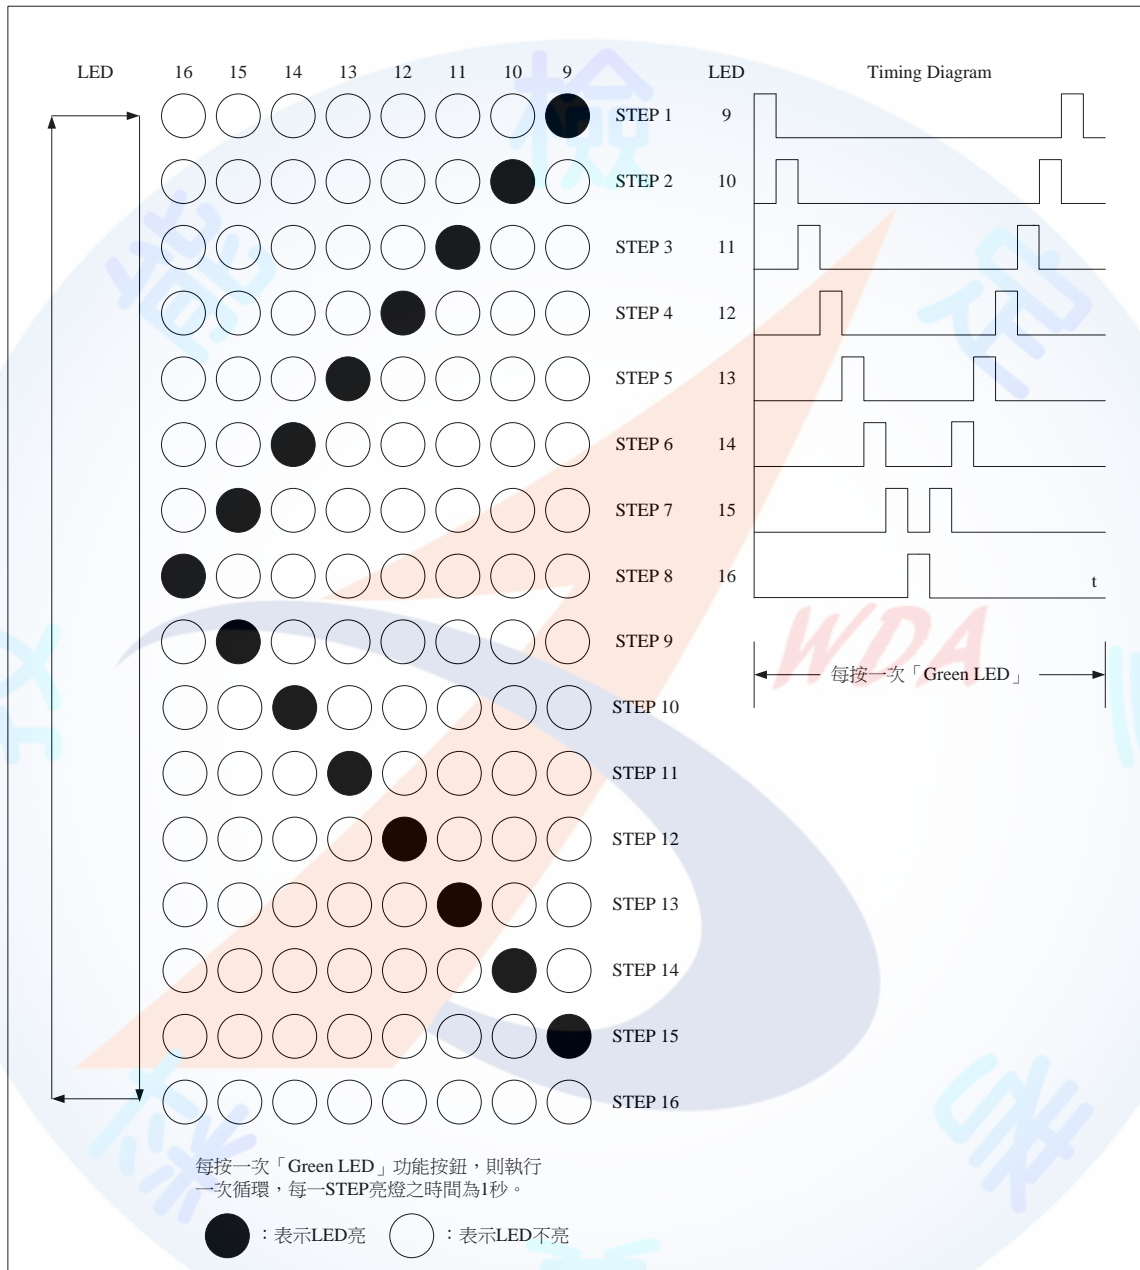 LED 16 15 14 13 12 11 10 9 LED Timing Diagram
STEP 1 9
STEP 2 10
STEP 3 11
STEP 4 12
STEP 5 13
STEP 6 14
STEP 7 15
STEP 8 16 t
STEP 9
每按一次「Green LED」
STEP 10
STEP 11
STEP 12
STEP 13
STEP 14
STEP 15
STEP 16
每按一次「Green LED」功能按鈕,則執行
一次循環,每一STEP亮燈之時間為1秒。
:表示LED亮 :表示LED不亮
WDA
檢
定
能
技